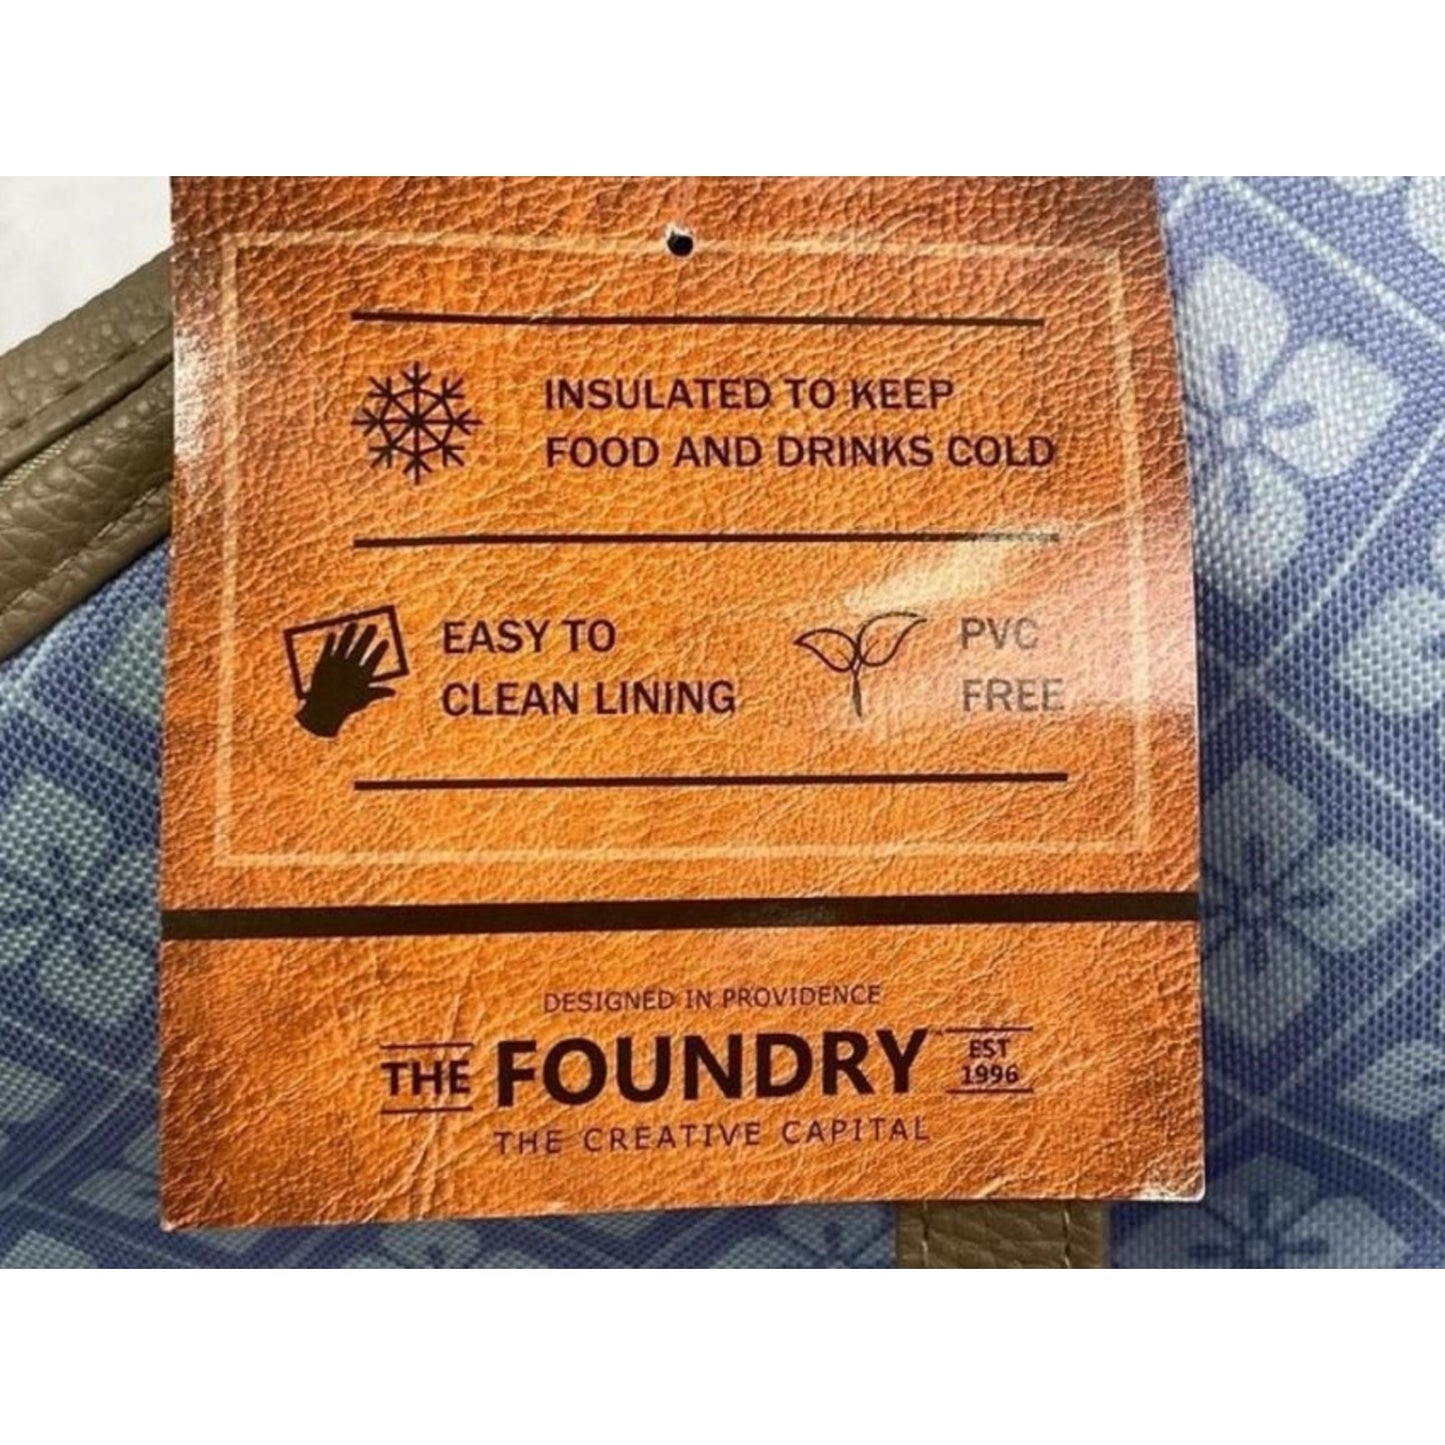 INSULATED TO KEEP
FOOD AND DRINKS COLD
EASY TO
CLEAN LINING
PVC
FREE
DESIGNED IN PROVIDENCE
THE FOUNDRY™ EST
1996
THE CREATIVE CAPITAL